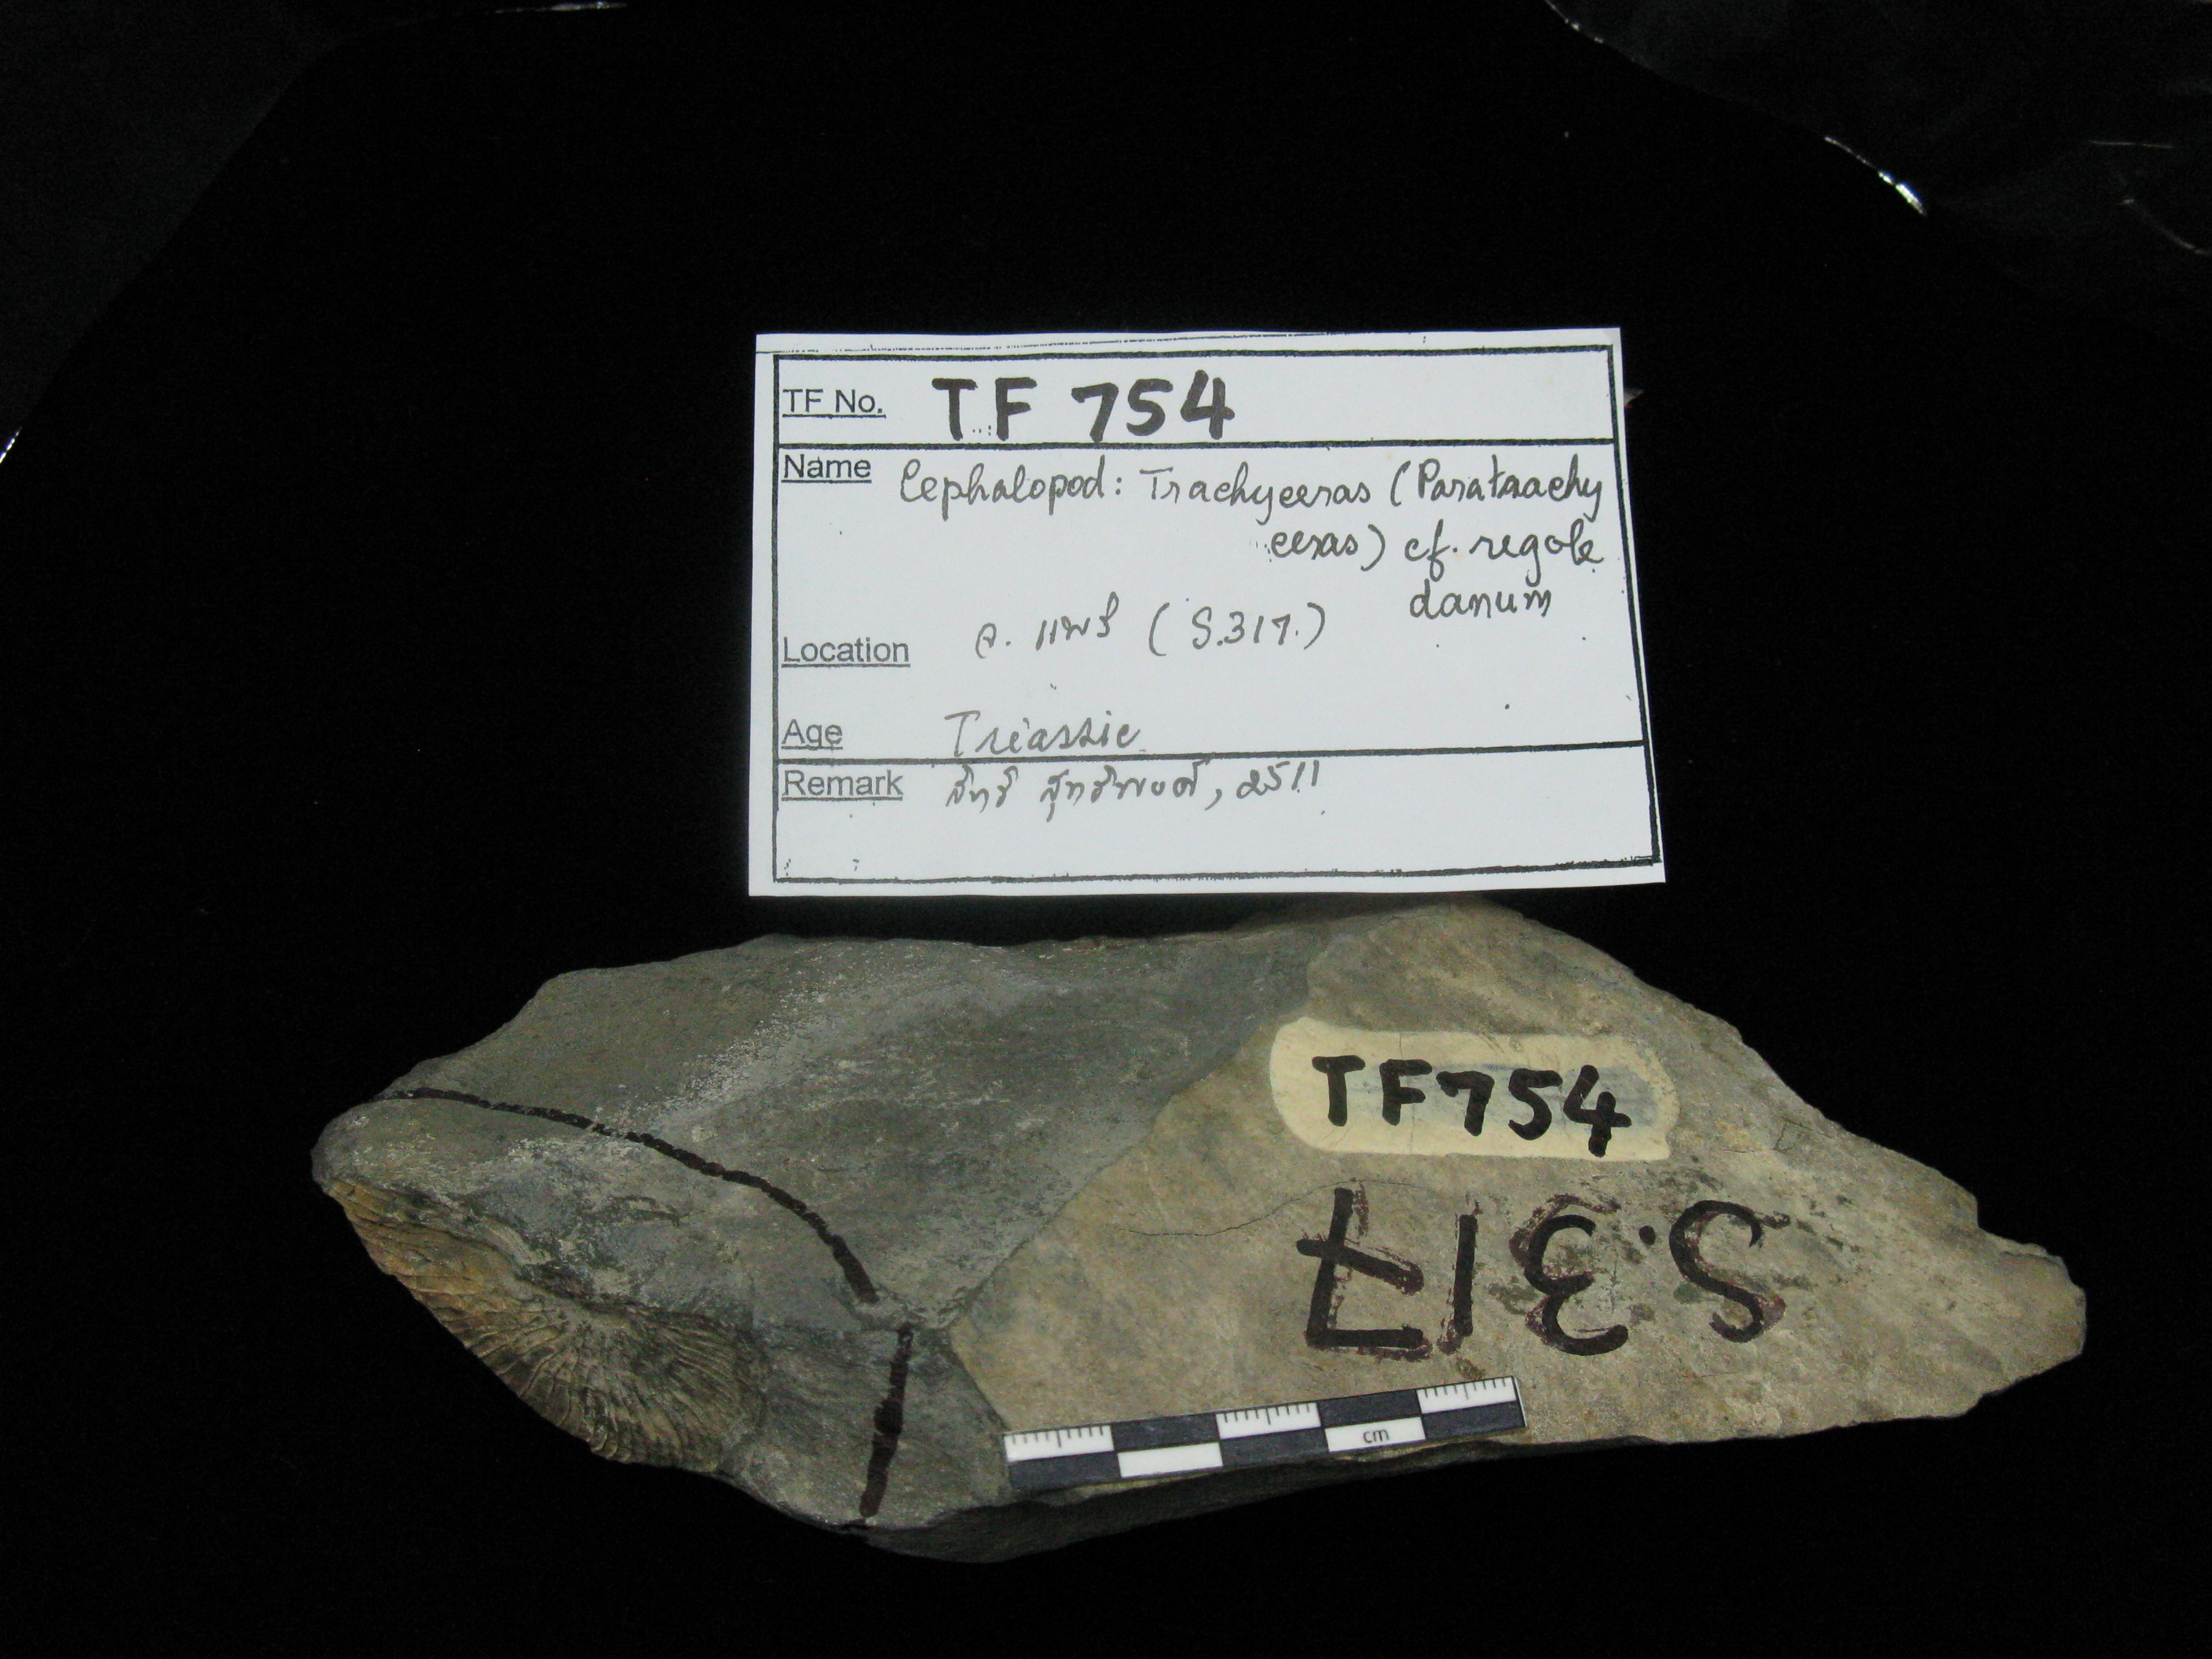 TF No. TF 754
Name Cephalopod: Trachyceras (Paratrachy
ceras) cf. regole
danum
Location จ. แพร่ (S.317.)
Age Triassic
Remark สิทธิ สุทธิพงศ์, 2511
TF754
S.317
cm